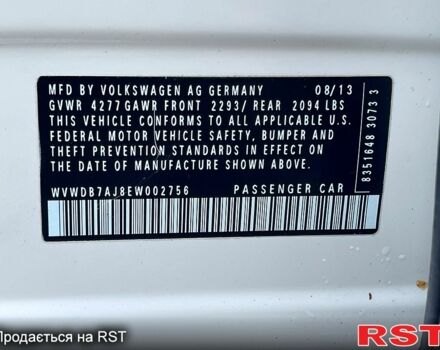 MFD BY VOLKSWAGEN AG GERMANY 08/13
GVWR 4277 GAWR FRONT 2293/ REAR 2094 LBS
THIS VEHICLE CONFORMS TO ALL APPLICABLE U.S.
FEDERAL MOTOR VEHICLE SAFETY, BUMPER AND
THEFT PREVENTION STANDARDS IN EFFECT ON
THE DATE OF MANUFACTURE SHOWN ABOVE.
WVWDB7AJ8EW002756 PASSENGER CAR
8351648 3073 3
Продається на RST
RST